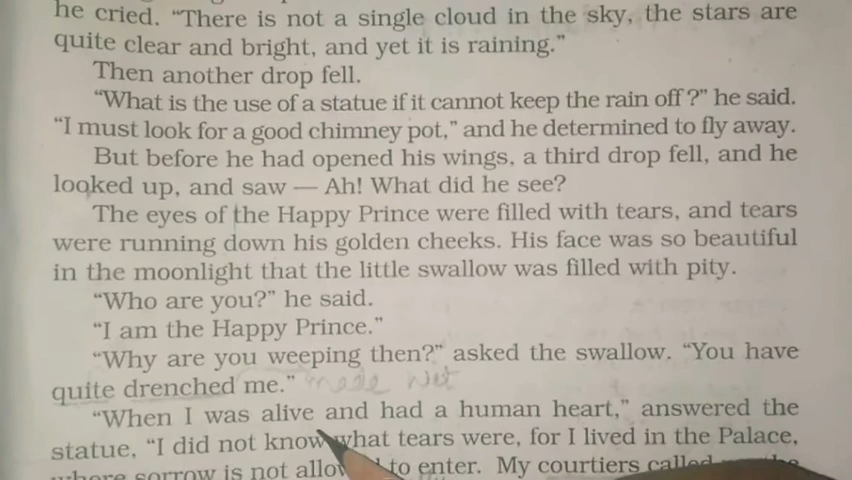 he cried. “There is not a single cloud in the sky, the stars are
quite clear and bright, and yet it is raining.”
Then another drop fell.
“What is the use of a statue if it cannot keep the rain off?” he said.
“I must look for a good chimney pot,” and he determined to fly away.
But before he had opened his wings, a third drop fell, and he
looked up, and saw — Ah! What did he see?
The eyes of the Happy Prince were filled with tears, and tears
were running down his golden cheeks. His face was so beautiful
in the moonlight that the little swallow was filled with pity.
“Who are you?” he said.
“I am the Happy Prince.”
“Why are you weeping then?” asked the swallow. “You have
quite drenched me.” made wet
“When I was alive and had a human heart,” answered the
statue, “I did not know what tears were, for I lived in the Palace,
where sorrow is not to enter. My courtiers called